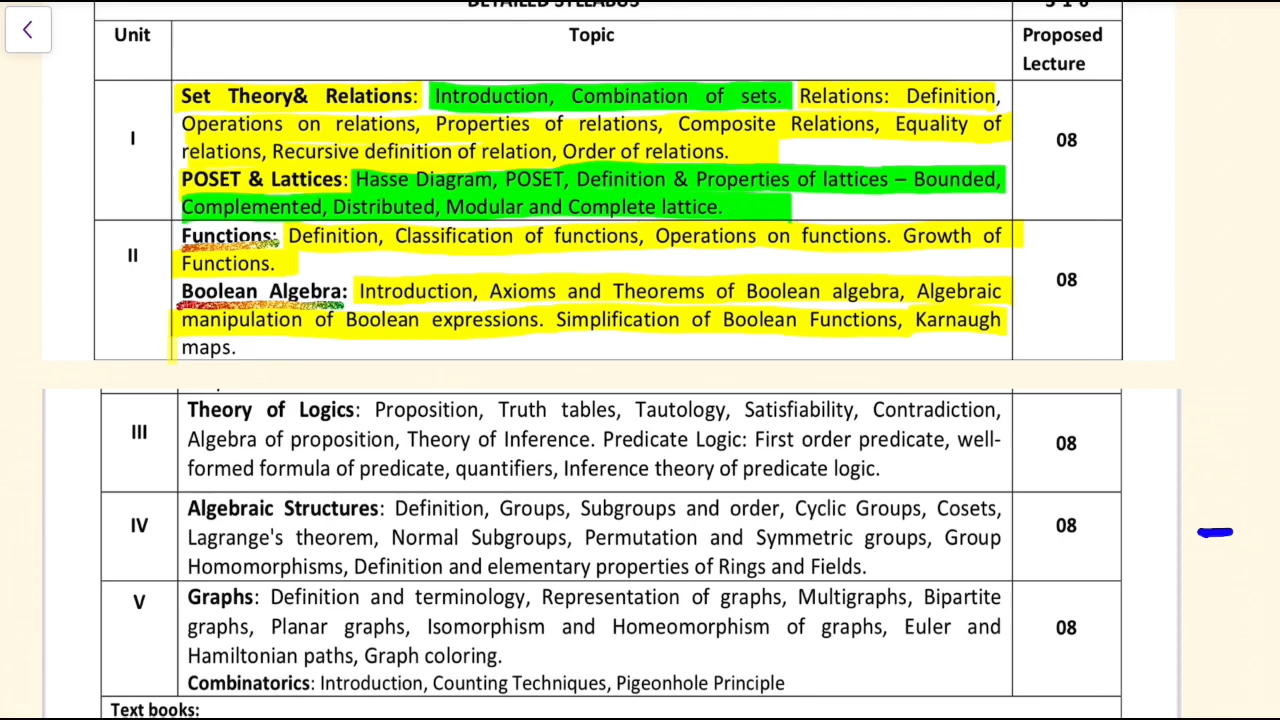 DETAILED SYLLABUS 3-1-0
Unit Topic Proposed Lecture
I
Set Theory& Relations: Introduction, Combination of sets. Relations: Definition,
Operations on relations, Properties of relations, Composite Relations, Equality of
relations, Recursive definition of relation, Order of relations.
POSET & Lattices: Hasse Diagram, POSET, Definition & Properties of lattices – Bounded,
Complemented, Distributed, Modular and Complete lattice.
08
II
Functions: Definition, Classification of functions, Operations on functions. Growth of
Functions.
Boolean Algebra: Introduction, Axioms and Theorems of Boolean algebra, Algebraic
manipulation of Boolean expressions. Simplification of Boolean Functions, Karnaugh
maps.
08
III
Theory of Logics: Proposition, Truth tables, Tautology, Satisfiability, Contradiction,
Algebra of proposition, Theory of Inference. Predicate Logic: First order predicate, well-
formed formula of predicate, quantifiers, Inference theory of predicate logic.
08
IV
Algebraic Structures: Definition, Groups, Subgroups and order, Cyclic Groups, Cosets,
Lagrange's theorem, Normal Subgroups, Permutation and Symmetric groups, Group
Homomorphisms, Definition and elementary properties of Rings and Fields.
08
V
Graphs: Definition and terminology, Representation of graphs, Multigraphs, Bipartite
graphs, Planar graphs, Isomorphism and Homeomorphism of graphs, Euler and
Hamiltonian paths, Graph coloring.
Combinatorics: Introduction, Counting Techniques, Pigeonhole Principle
08
Text books: